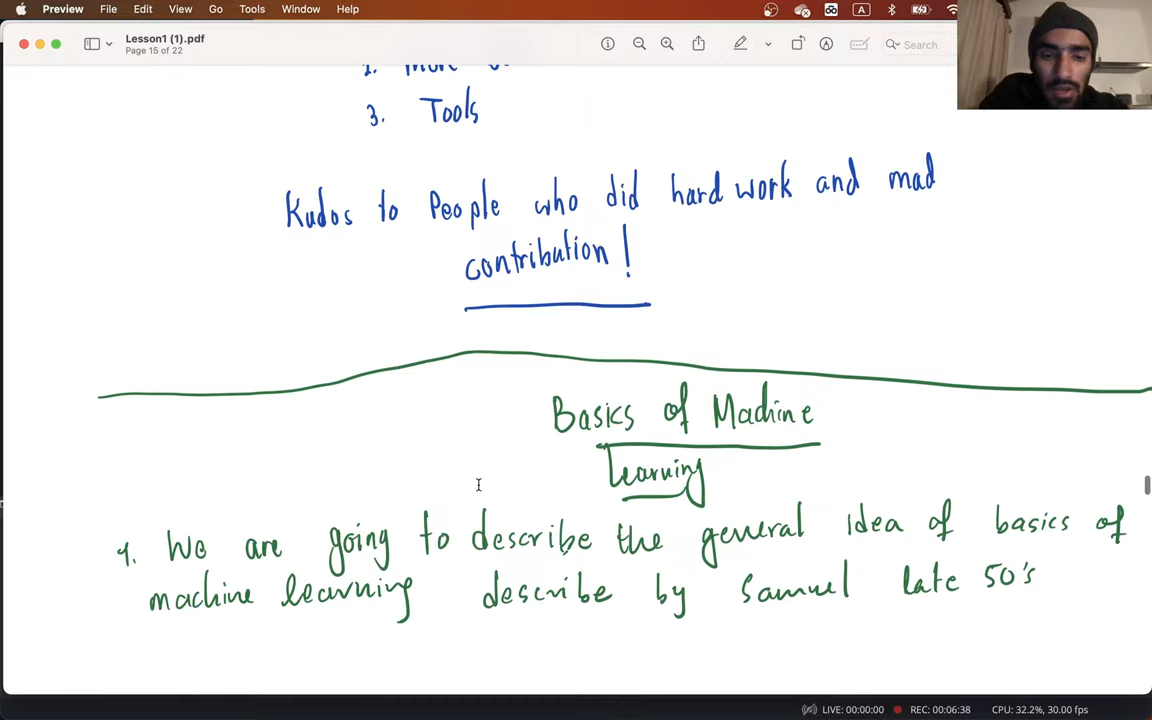 Preview File Edit View Go Tools Window Help
Lesson1 (1).pdf
Page 15 of 22
Search
3. Tools
Kudos to People who did hard work and mad
contribution!
Basics of Machine
learning
1. We are going to describe the general idea of basics of
machine learning describe by Samuel late 50's
LIVE: 00:00:00 REC: 00:06:38 CPU: 32.2%, 30.00 fps